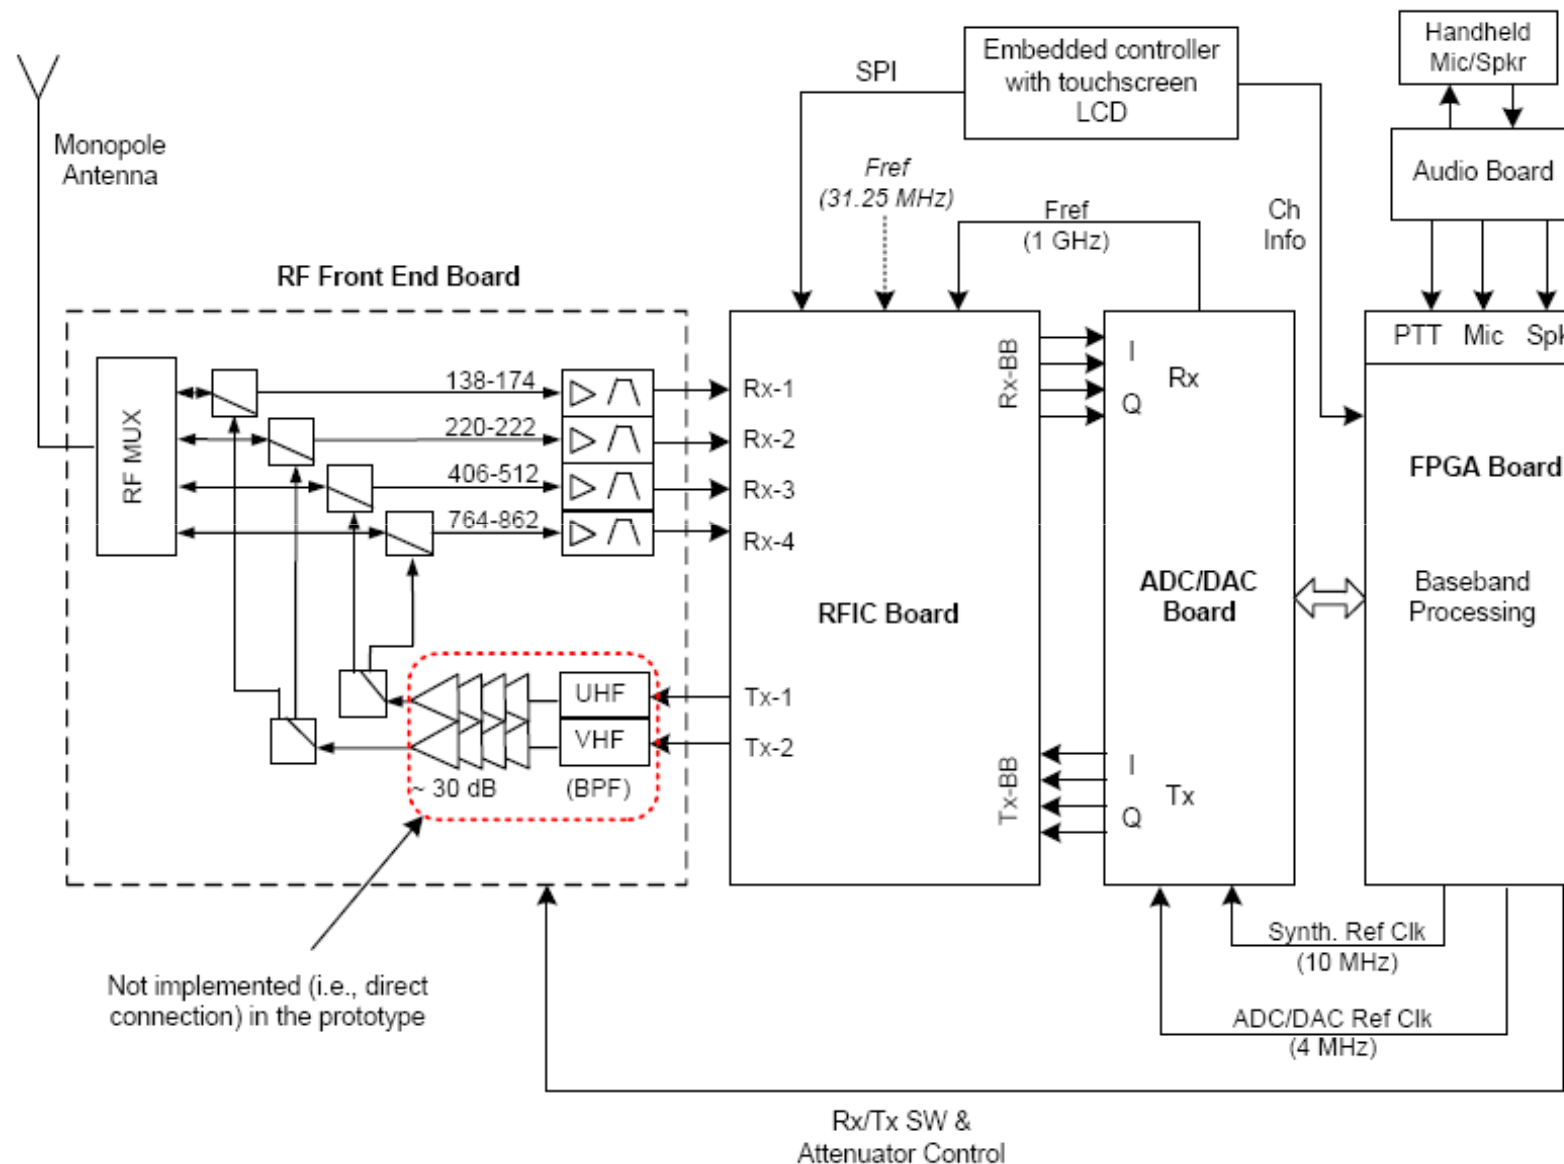 Handheld
Mic/Spkr
Embedded controller
with touchscreen
LCD
SPI
Monopole
Antenna
Audio Board
Fref
(31.25 MHz)
Fref
(1 GHz)
Ch
Info
RF Front End Board
PTT Mic Spk
RF MUX
138-174
220-222
406-512
764-862
Rx-1
Rx-2
Rx-3
Rx-4
Rx-BB
I
Q
Rx
FPGA Board
RFIC Board
ADC/DAC
Board
Baseband
Processing
UHF
VHF
(BPF)
~ 30 dB
Tx-1
Tx-2
Tx-BB
I
Q
Tx
Synth. Ref Clk
(10 MHz)
Not implemented (i.e., direct
connection) in the prototype
ADC/DAC Ref Clk
(4 MHz)
Rx/Tx SW &
Attenuator Control